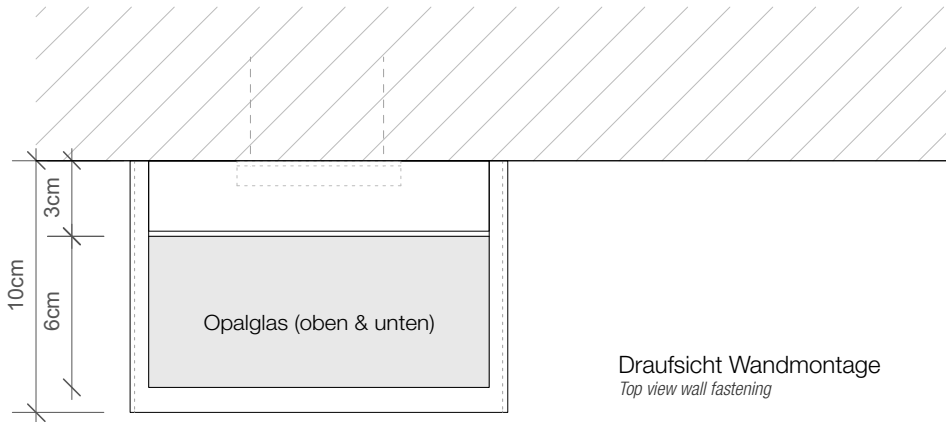 3cm
10cm
6cm
Opalglas (oben & unten)
Draufsicht Wandmontage
Top view wall fastening